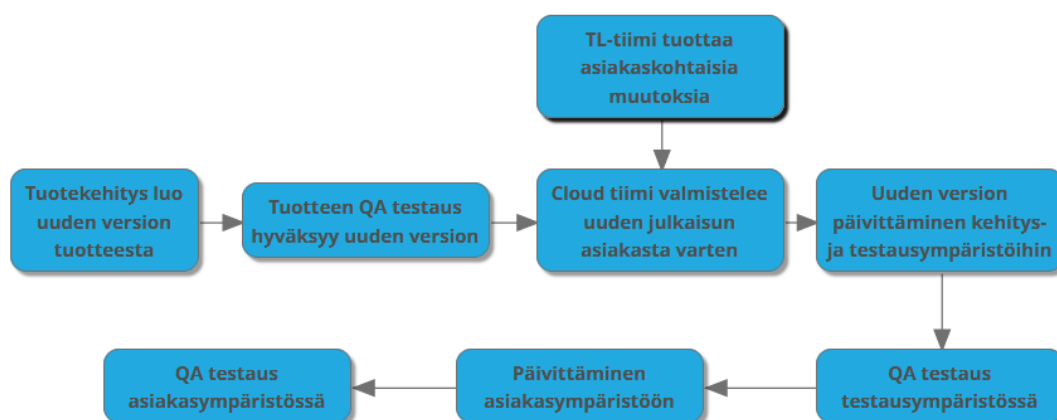 TL-tiimi tuottaa
asiakaskohtaisia
muutoksia
Tuotekehitys luo
uuden version
tuotteesta
Tuotteen QA testaus
hyväksyy uuden version
Cloud tiimi valmistelee
uuden julkaisun
asiakasta varten
Uuden version
päivittäminen kehitys-
ja testausympäristöihin
QA testaus
testausympäristössä
Päivittäminen
asiakasympäristöön
QA testaus
asiakasympäristössä